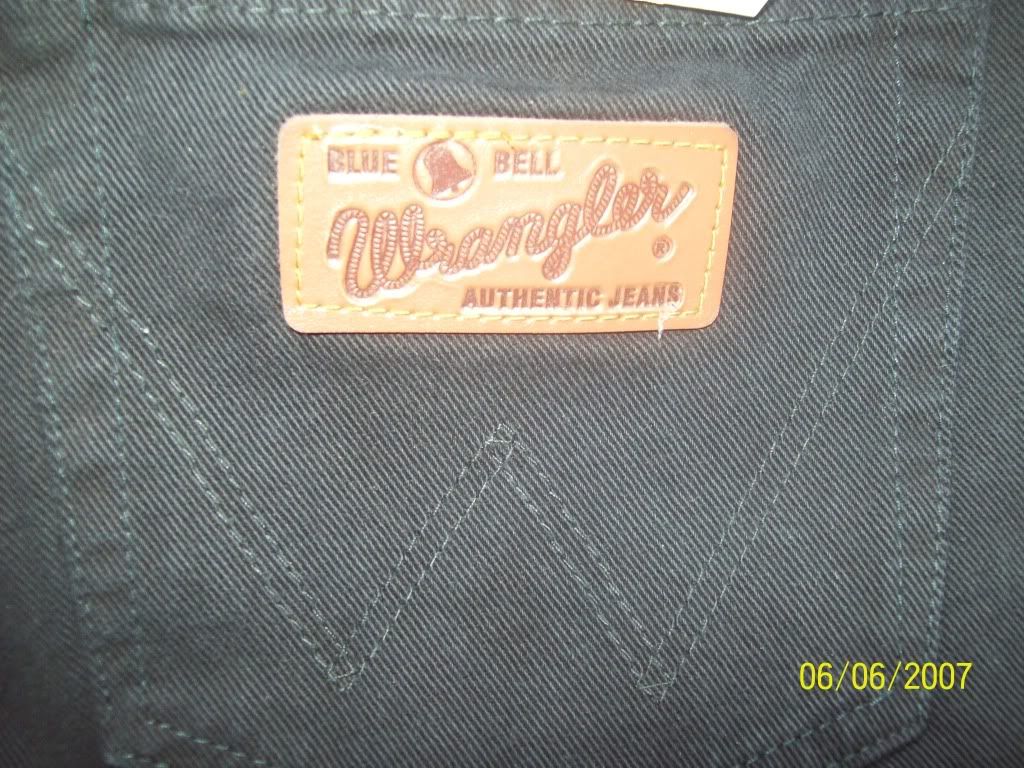 BLUE BELL
Wrangler®
AUTHENTIC JEANS
06/06/2007